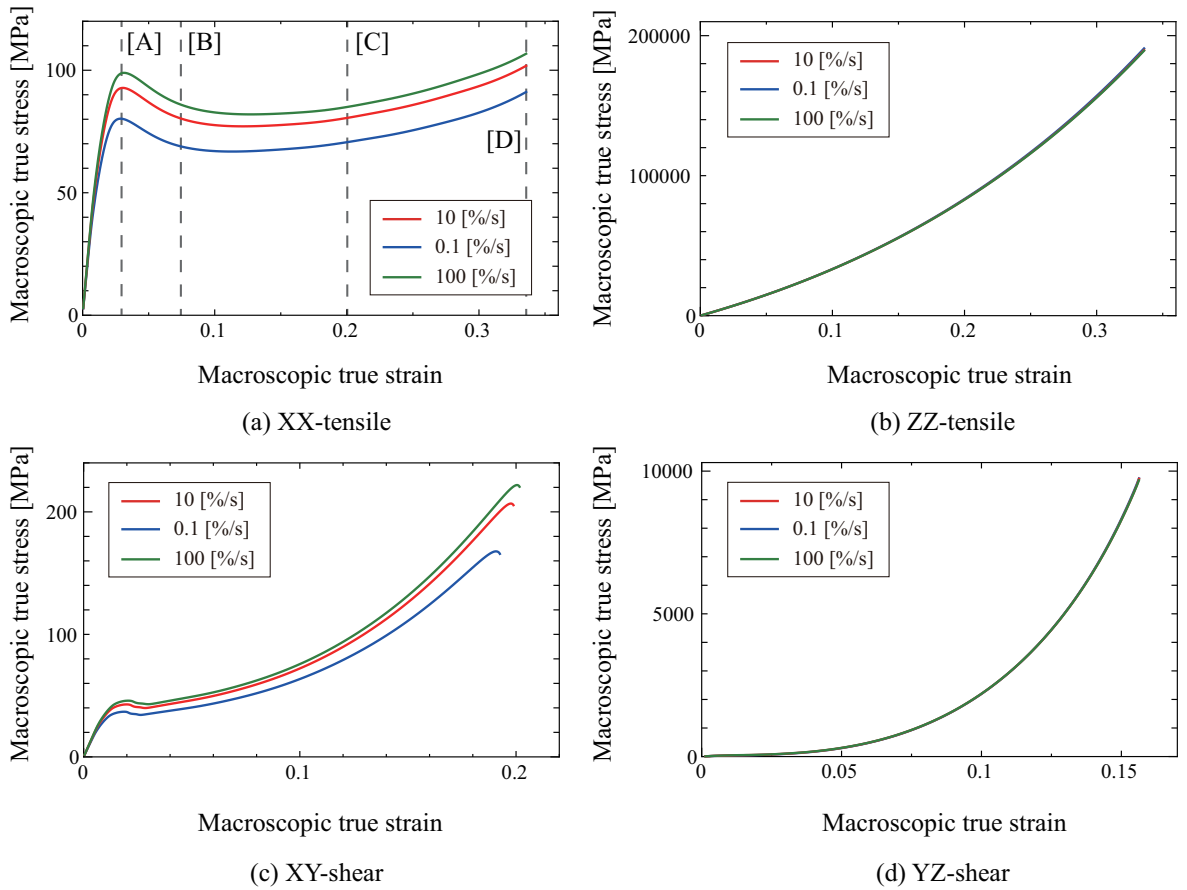 Macroscopic true stress [MPa]
100
50
0
[A]
[B]
[C]
[D]
10 [%/s]
0.1 [%/s]
100 [%/s]
0
0.1
0.2
0.3
Macroscopic true strain
(a) XX-tensile
Macroscopic true stress [MPa]
200000
100000
0
10 [%/s]
0.1 [%/s]
100 [%/s]
0
0.1
0.2
0.3
Macroscopic true strain
(b) ZZ-tensile
Macroscopic true stress [MPa]
200
100
0
10 [%/s]
0.1 [%/s]
100 [%/s]
0
0.1
0.2
Macroscopic true strain
(c) XY-shear
Macroscopic true stress [MPa]
10000
5000
0
10 [%/s]
0.1 [%/s]
100 [%/s]
0
0.05
0.1
0.15
Macroscopic true strain
(d) YZ-shear